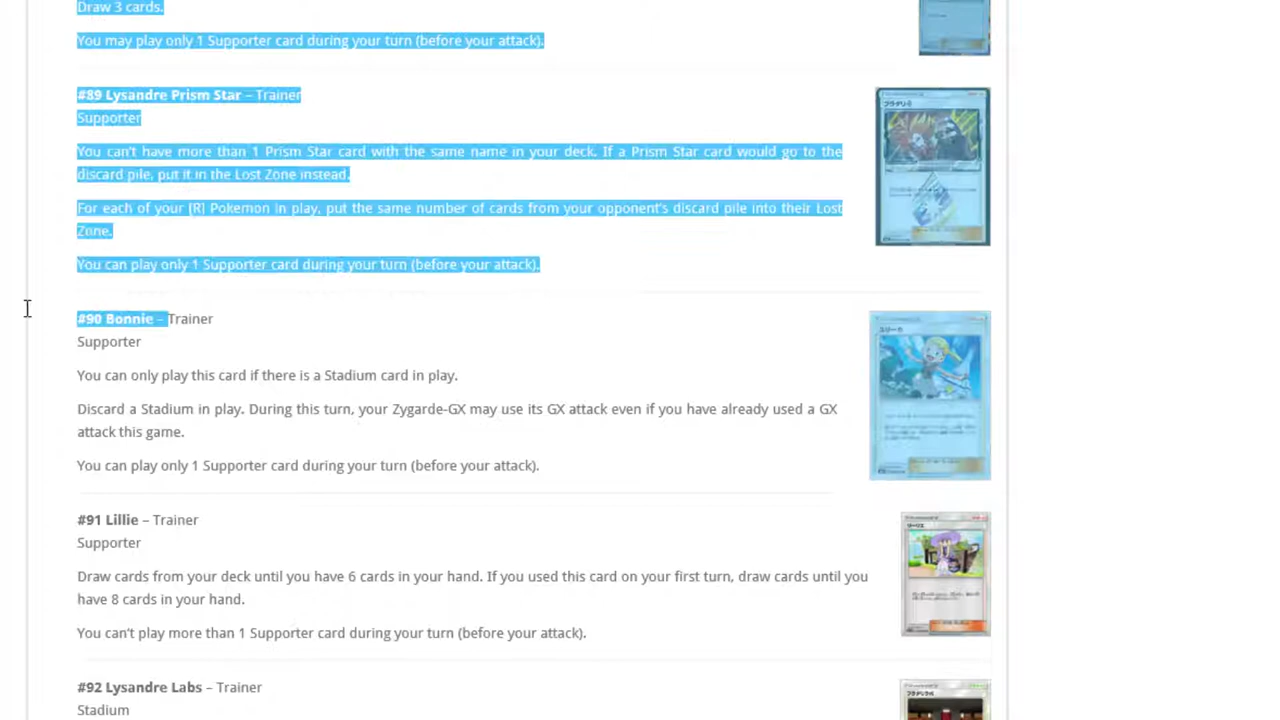 Draw 3 cards.
You may play only 1 Supporter card during your turn (before your attack).
#89 Lysandre Prism Star – Trainer
Supporter
You can't have more than 1 Prism Star card with the same name in your deck. If a Prism Star card would go to the
discard pile, put it in the Lost Zone instead.
For each of your [R] Pokemon in play, put the same number of cards from your opponent's discard pile into their Lost
Zone.
You can play only 1 Supporter card during your turn (before your attack).
#90 Bonnie – Trainer
Supporter
You can only play this card if there is a Stadium card in play.
Discard a Stadium in play. During this turn, your Zygarde-GX may use its GX attack even if you have already used a GX
attack this game.
You can play only 1 Supporter card during your turn (before your attack).
#91 Lillie – Trainer
Supporter
Draw cards from your deck until you have 6 cards in your hand. If you used this card on your first turn, draw cards until you
have 8 cards in your hand.
You can't play more than 1 Supporter card during your turn (before your attack).
#92 Lysandre Labs – Trainer
Stadium